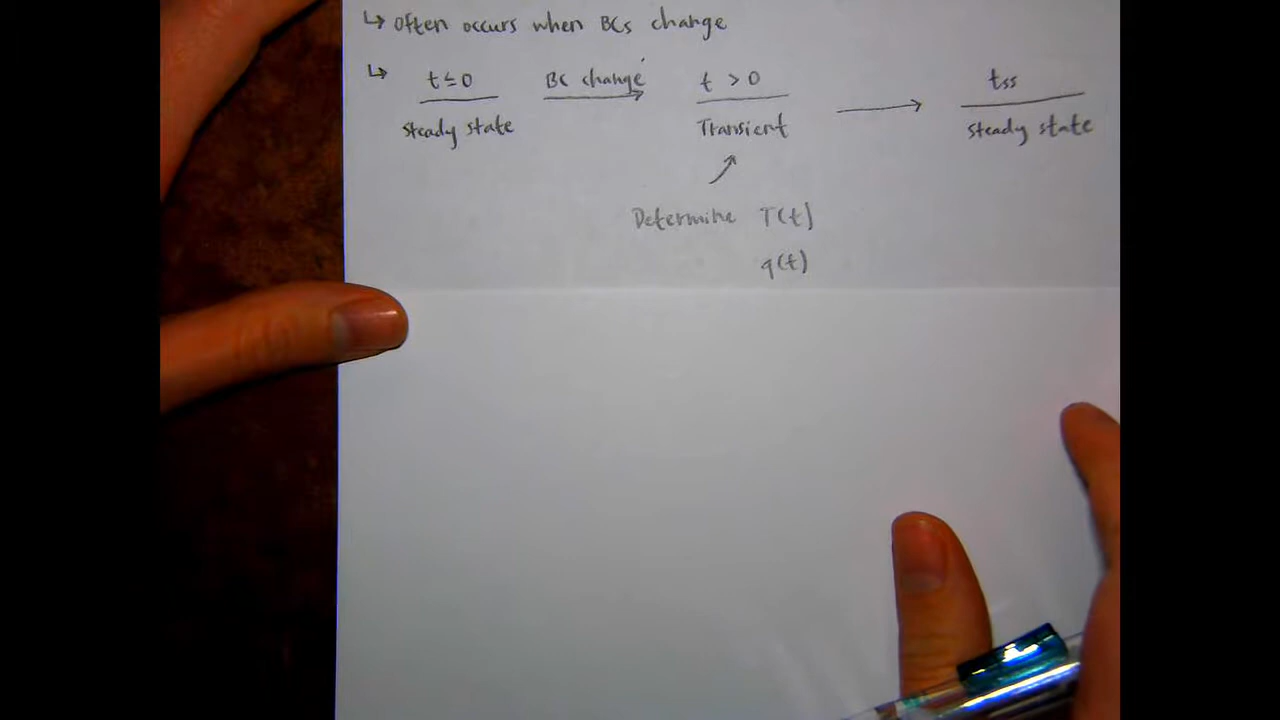 ↳ Often occurs when BCs change
↳ t ≤ 0 BC change t > 0 tss
Steady state Transient Steady state
Determine T(t)
q(t)